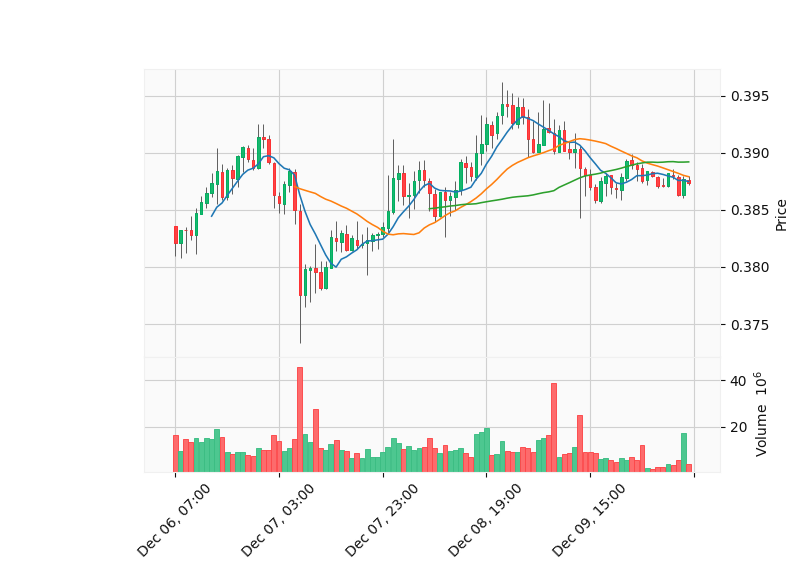 0.395
0.390
0.385
0.380
0.375
Price
40
20
Volume 10^6
Dec 06, 07:00
Dec 07, 03:00
Dec 07, 23:00
Dec 08, 19:00
Dec 09, 15:00